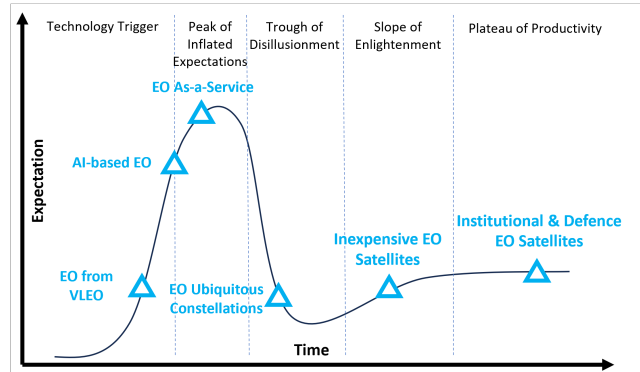 Technology Trigger
Peak of
Inflated
Expectations
Trough of
Disillusionment
Slope of
Enlightenment
Plateau of Productivity
EO As-a-Service
AI-based EO
EO from
VLEO
EO Ubiquitous
Constellations
Inexpensive EO
Satellites
Institutional & Defence
EO Satellites
Expectation
Time